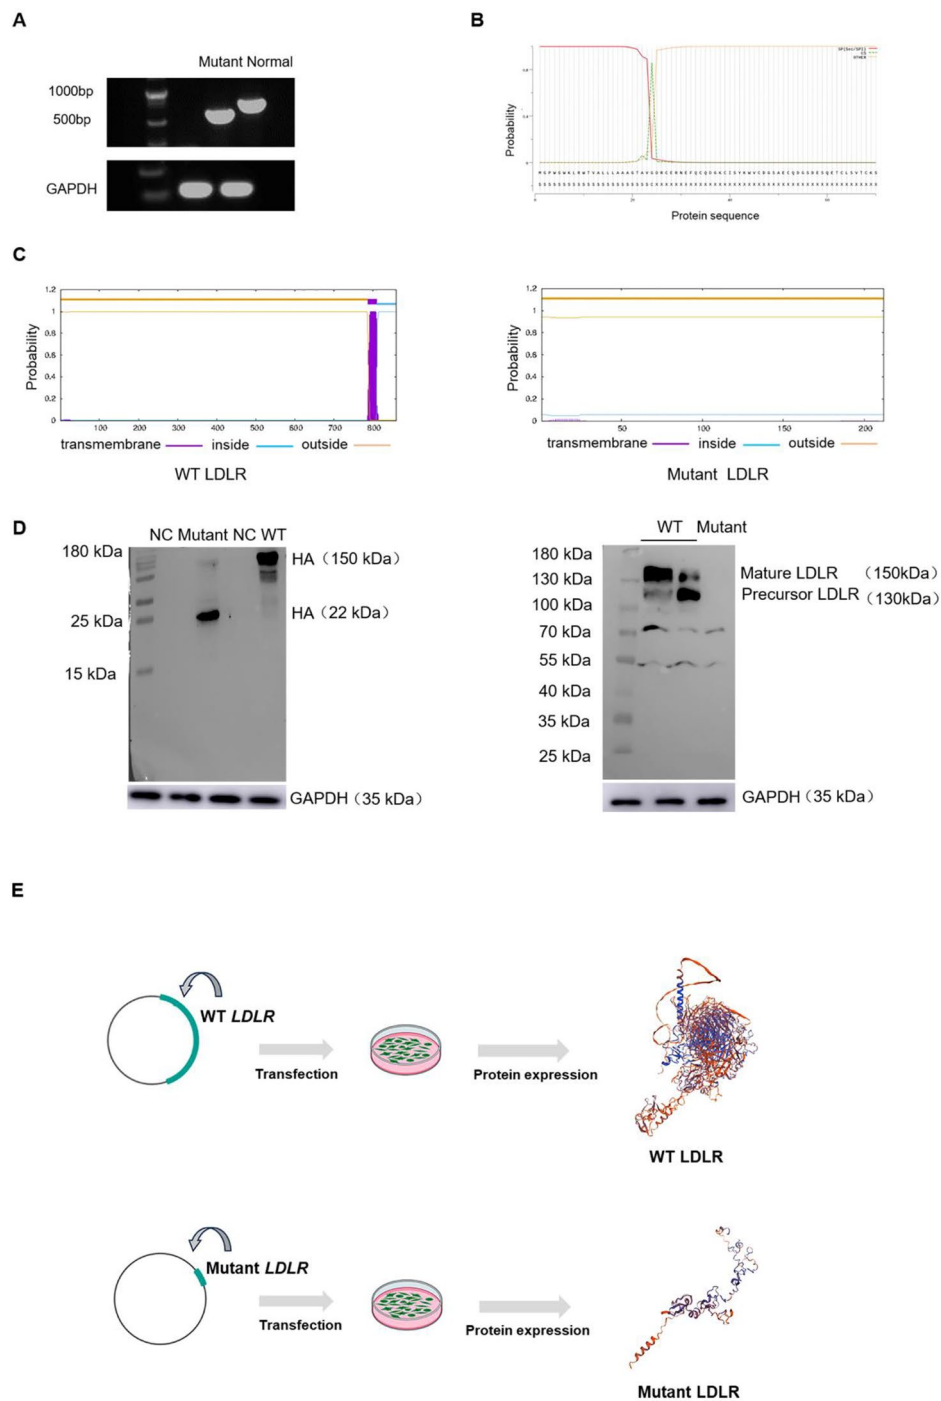 A
Mutant Normal
1000bp
500bp
GAPDH
B
SP(Sec/SPI)
CS
OTHER
Probability
Protein sequence
C
1.2
1
0.8
0.6
0.4
0.2
0
Probability
100 200 300 400 500 600 700 800
transmembrane inside outside
WT LDLR
1.2
1
0.8
0.6
0.4
0.2
0
Probability
50 100 150 200
transmembrane inside outside
Mutant LDLR
D
NC Mutant NC WT
180 kDa
25 kDa
15 kDa
HA（150 kDa）
HA（22 kDa）
GAPDH（35 kDa）
WT Mutant
180 kDa
130 kDa
100 kDa
70 kDa
55 kDa
40 kDa
35 kDa
25 kDa
Mature LDLR （150kDa）
Precursor LDLR（130kDa）
GAPDH（35 kDa）
E
WT LDLR
Transfection
Protein expression
WT LDLR
Mutant LDLR
Transfection
Protein expression
Mutant LDLR